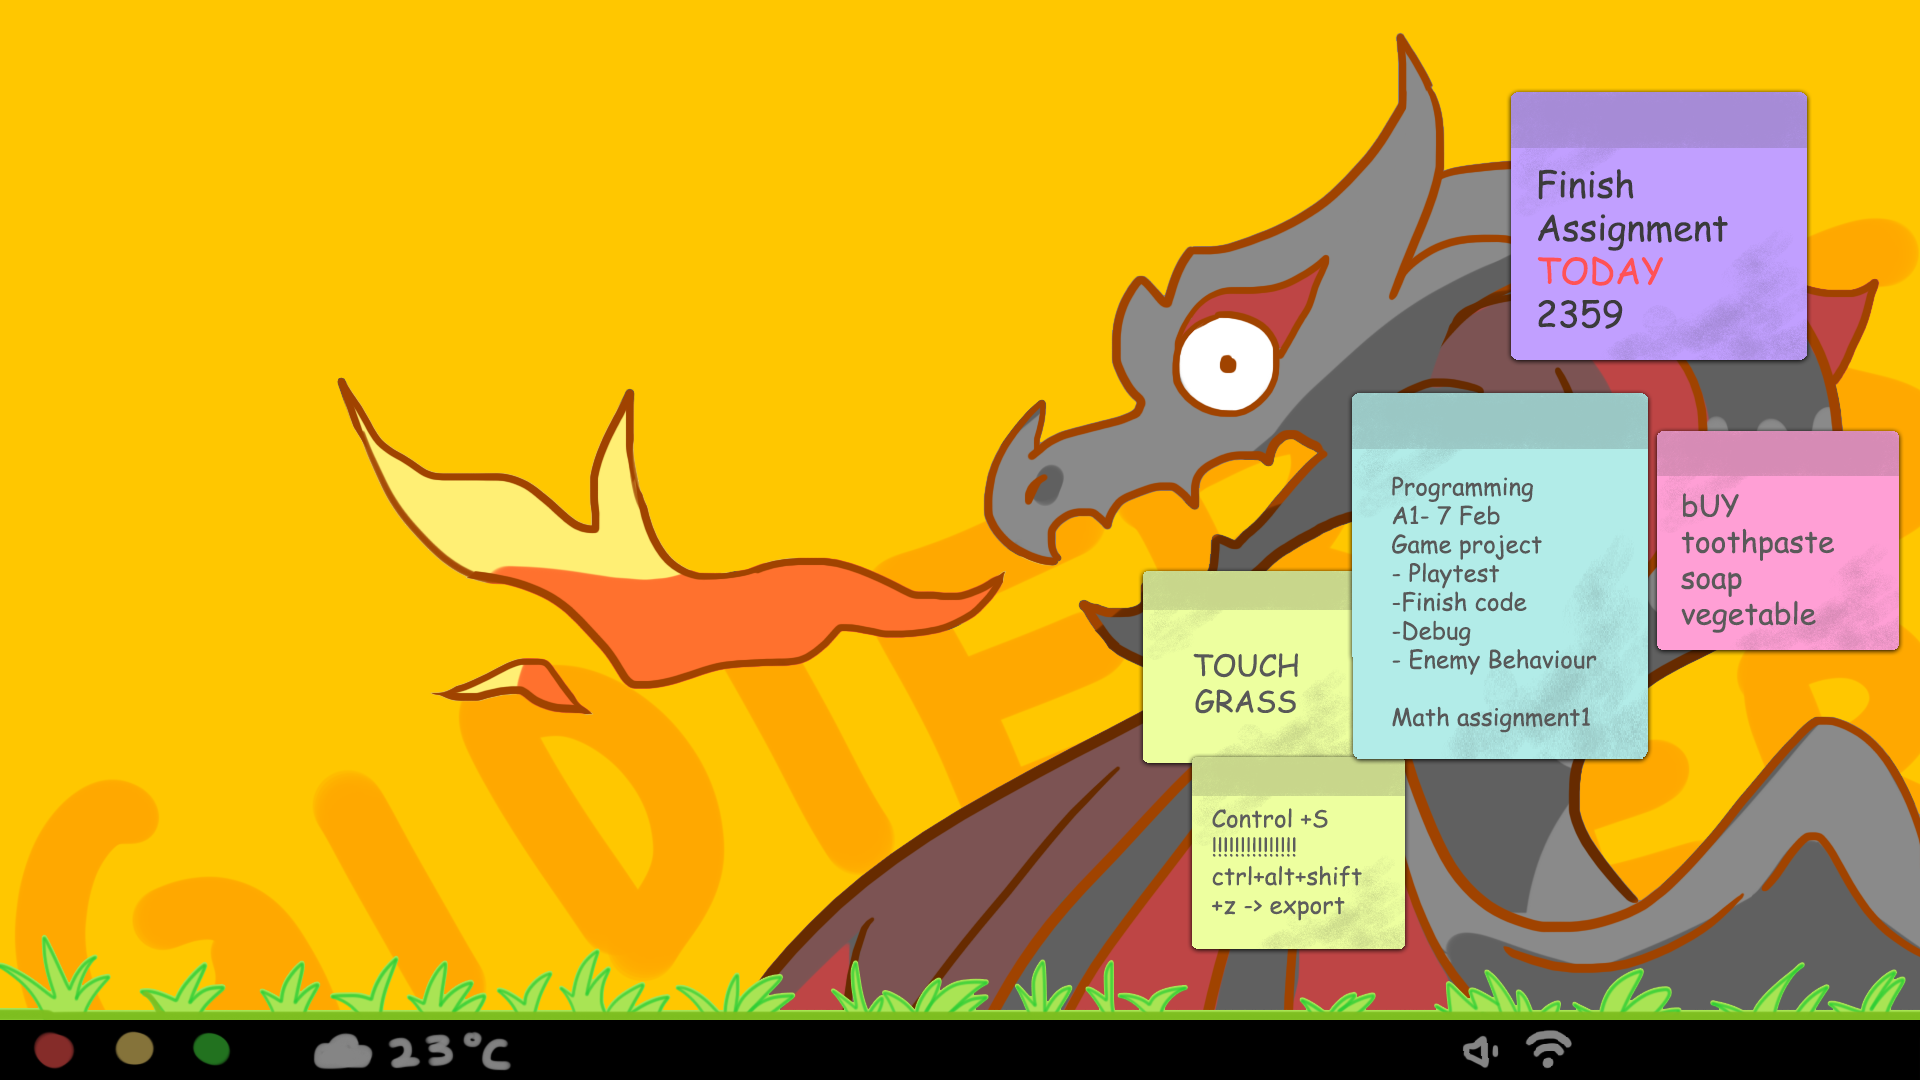 Finish
Assignment
TODAY
2359
Programming
A1- 7 Feb
Game project
- Playtest
-Finish code
-Debug
- Enemy Behaviour
Math assignment1
bUY
toothpaste
soap
vegetable
TOUCH
GRASS
Control +S
!!!!!!!!!!!!!!!
ctrl+alt+shift
+z -> export
23°C